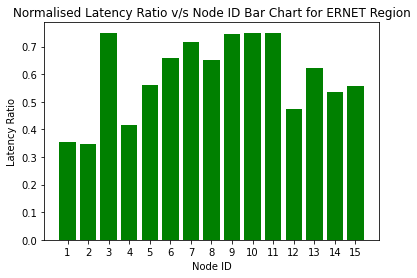 Normalised Latency Ratio v/s Node ID Bar Chart for ERNET Region
Latency Ratio
0.7
0.6
0.5
0.4
0.3
0.2
0.1
0.0
1 2 3 4 5 6 7 8 9 10 11 12 13 14 15
Node ID